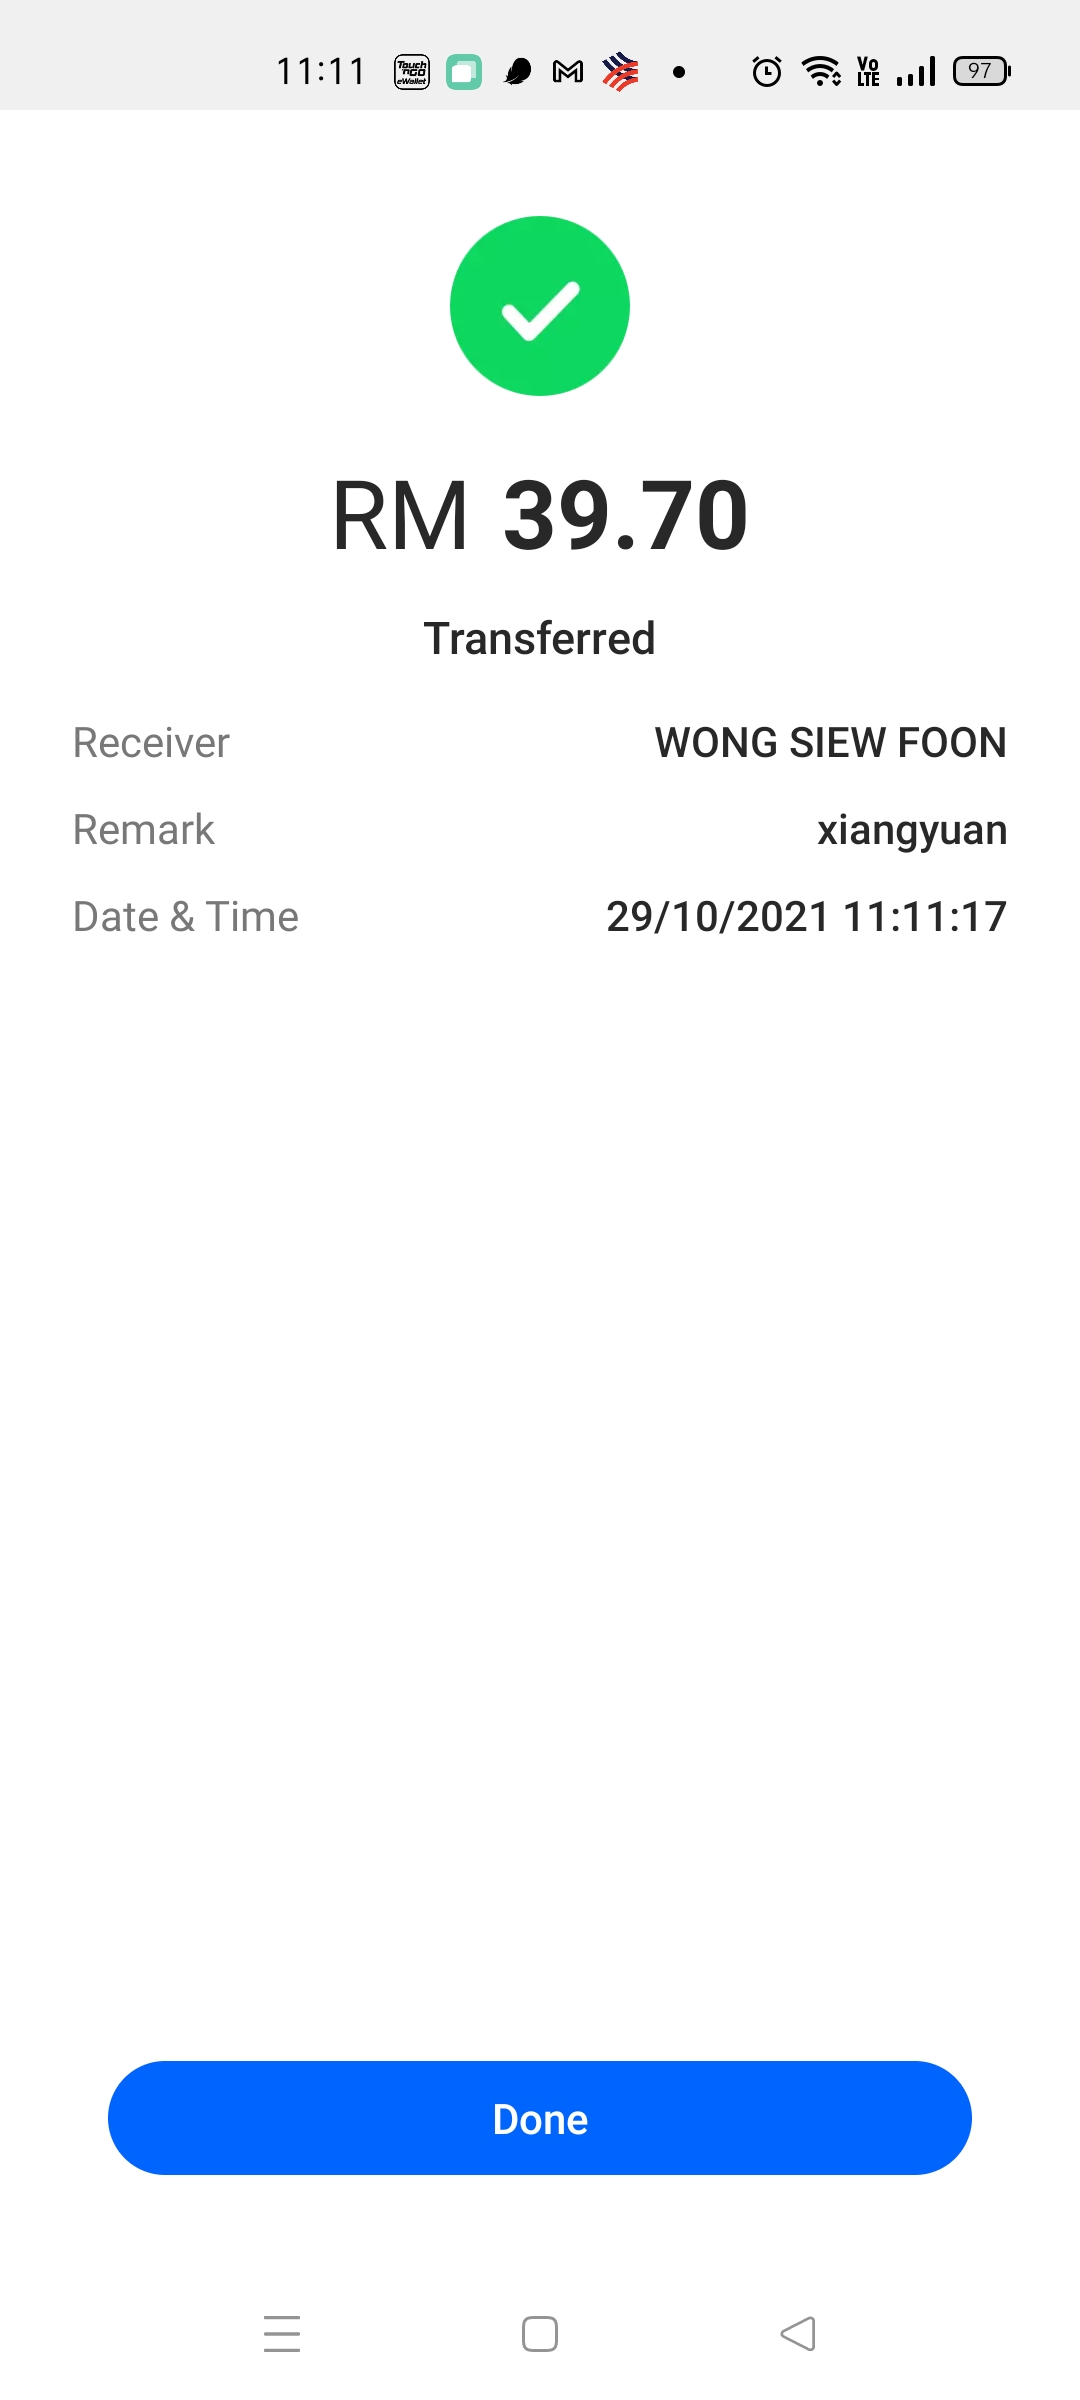 11:11 Touch 'nGO eWallet Vo LTE 97
RM 39.70
Transferred
Receiver WONG SIEW FOON
Remark xiangyuan
Date & Time 29/10/2021 11:11:17
Done